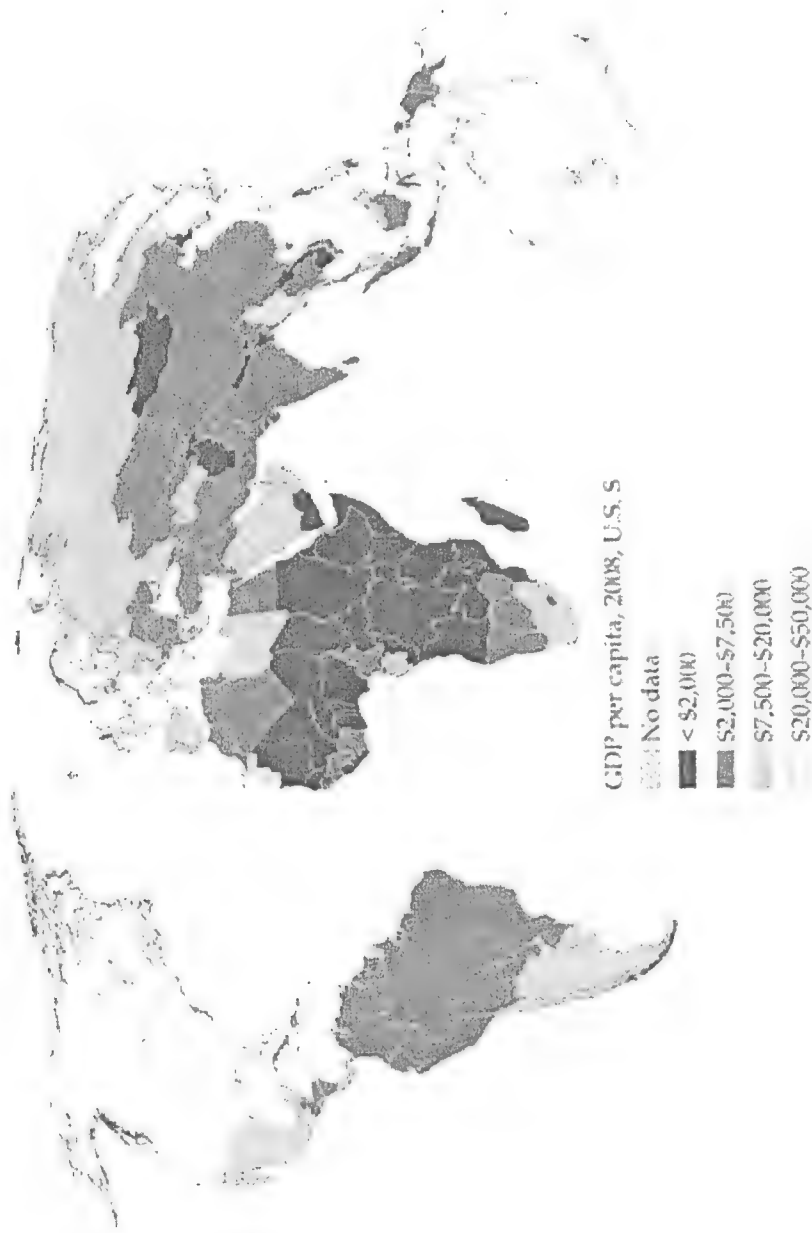 GDP per capita, 2008, U.S. $
No data
< $2,000
$2,000–$7,500
$7,500–$20,000
$20,000–$50,000